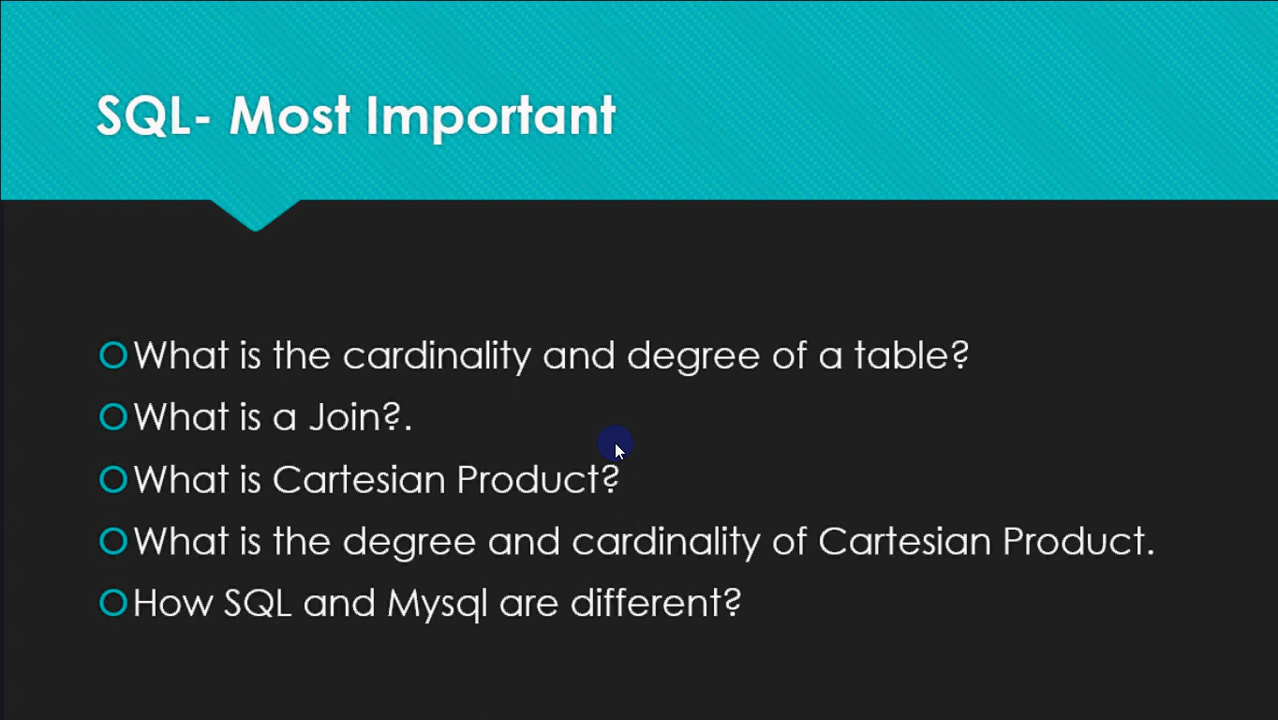 SQL- Most Important
What is the cardinality and degree of a table?
What is a Join?.
What is Cartesian Product?
What is the degree and cardinality of Cartesian Product.
How SQL and Mysql are different?